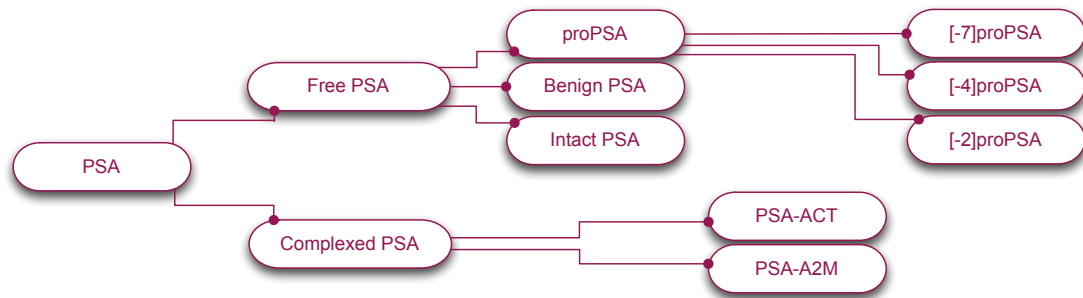 proPSA
[-7]proPSA
Free PSA
Benign PSA
[-4]proPSA
Intact PSA
[-2]proPSA
PSA
PSA-ACT
Complexed PSA
PSA-A2M